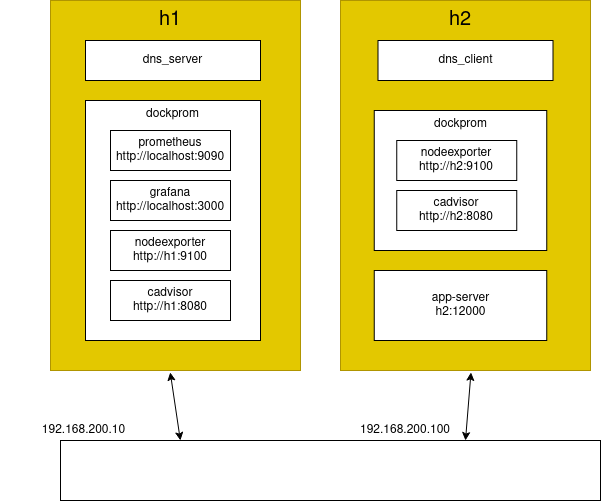 h1
dns_server
dockprom
prometheus
http://localhost:9090
grafana
http://localhost:3000
nodeexporter
http://h1:9100
cadvisor
http://h1:8080
h2
dns_client
dockprom
nodeexporter
http://h2:9100
cadvisor
http://h2:8080
app-server
h2:12000
192.168.200.10
192.168.200.100